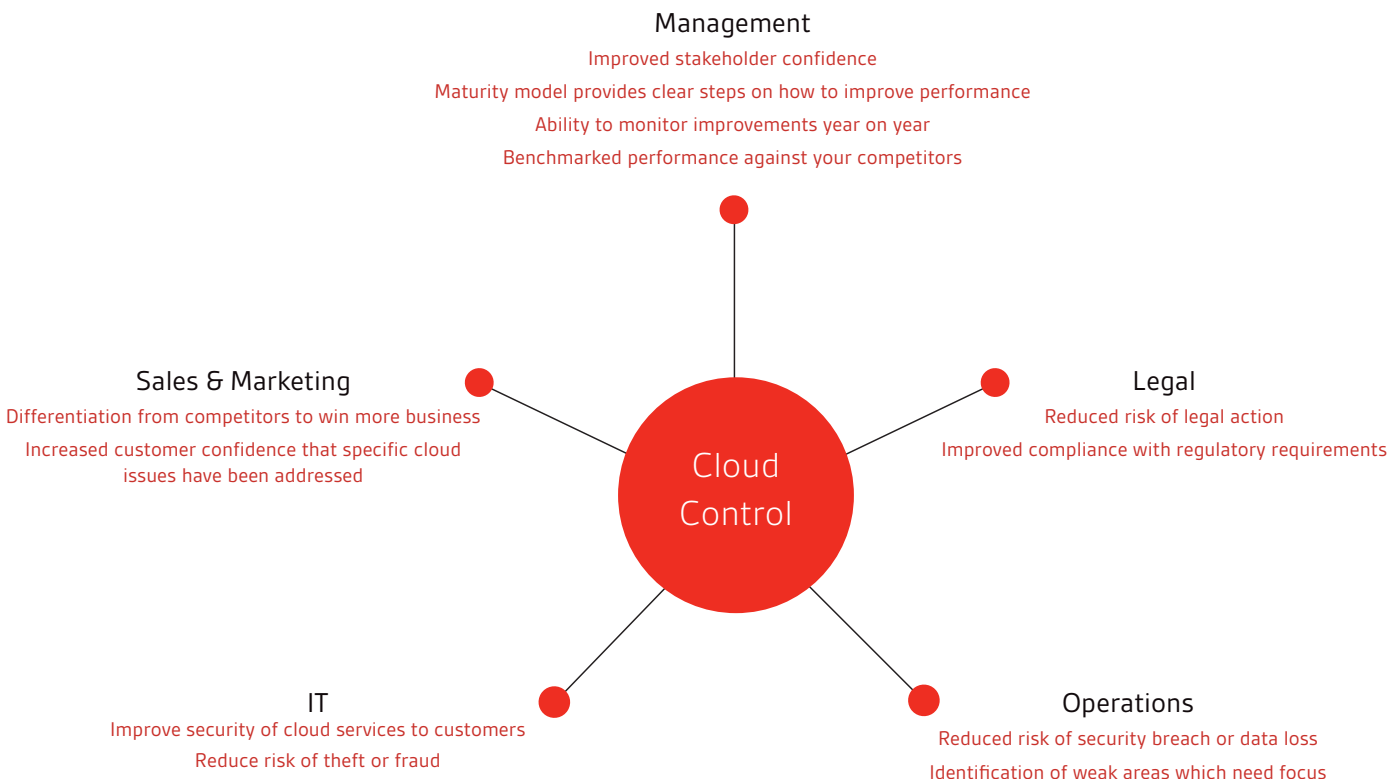 Management
Improved stakeholder confidence
Maturity model provides clear steps on how to improve performance
Ability to monitor improvements year on year
Benchmarked performance against your competitors
Sales & Marketing
Differentiation from competitors to win more business
Increased customer confidence that specific cloud
issues have been addressed
Legal
Reduced risk of legal action
Improved compliance with regulatory requirements
Cloud
Control
IT
Improve security of cloud services to customers
Reduce risk of theft or fraud
Operations
Reduced risk of security breach or data loss
Identification of weak areas which need focus